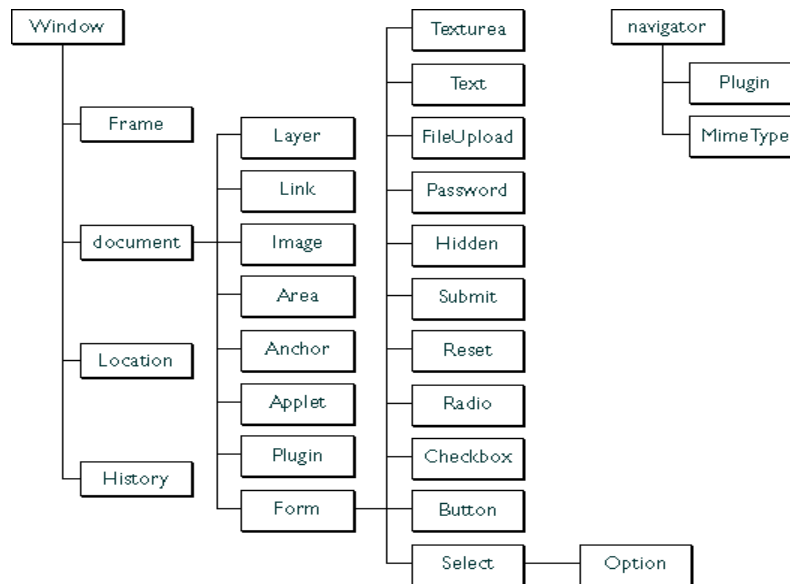 Window
Frame
document
Location
History
Layer
Link
Image
Area
Anchor
Applet
Plugin
Form
Texturea
Text
FileUpload
Password
Hidden
Submit
Reset
Radio
Checkbox
Button
Select
Option
navigator
Plugin
MimeType